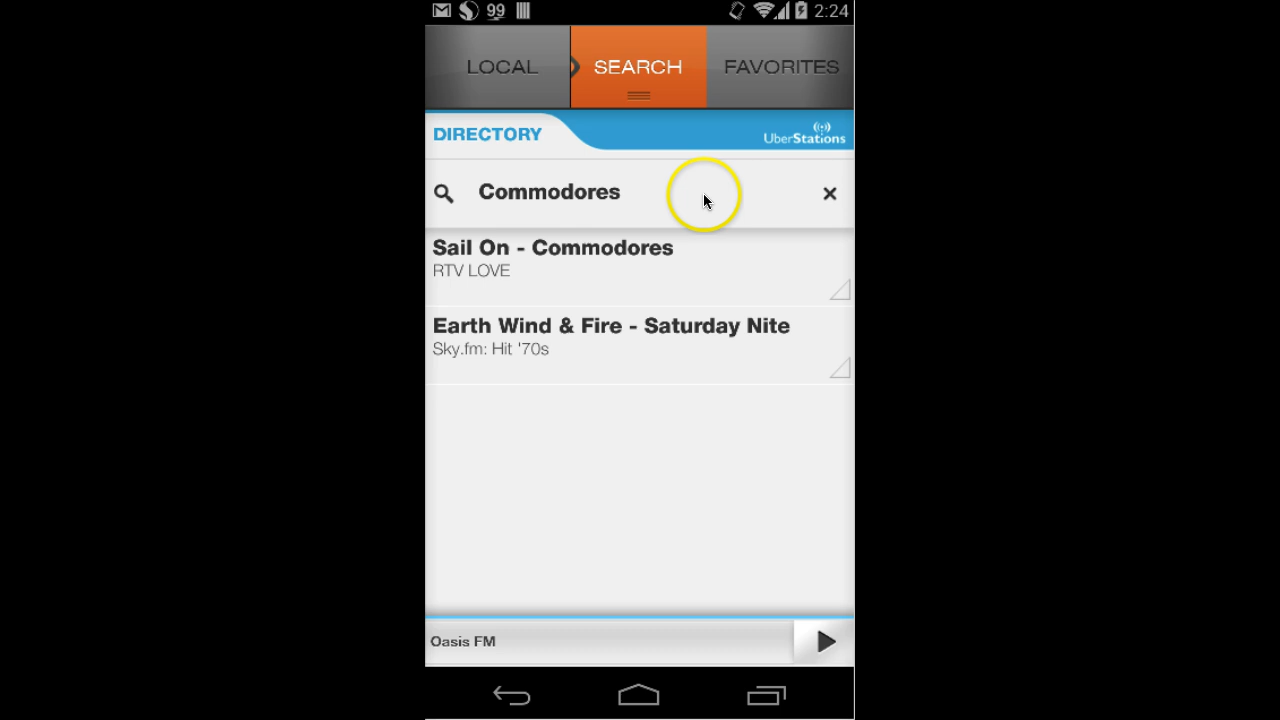 99 2:24
LOCAL SEARCH FAVORITES
DIRECTORY UberStations
Commodores
Sail On - Commodores
RTV LOVE
Earth Wind & Fire - Saturday Nite
Sky.fm: Hit '70s
Oasis FM